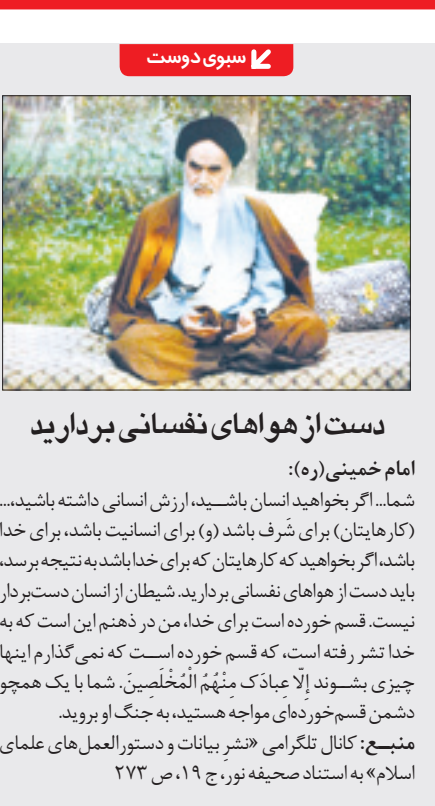 سبوی دوست
دست از هواهای نفسانی بردارید
امام خمینی(ره):
شما... اگر بخواهید انسان باشـــید، ارزش انسانی داشته باشید،...
(کارهایتان) برای شَرف باشد (و) برای انسانیت باشد، برای خدا
باشد، اگر بخواهید که کارهایتان که برای خدا باشد به نتیجه برسد،
باید دست از هواهای نفسانی بردارید. شیطان از انسان دست‌بردار
نیست. قسم خورده است برای خدا، من در ذهنم این است که به
خدا تشر رفته است، که قسم خورده اســت که نمی‌گذارم اینها
چیزی بشــوند إِلّا عِبادَک مِنْهُمُ الْمُخْلَصِینَ. شما با یک همچو
دشمن قسم‌خورده‌ای مواجه هستید، به جنگ او بروید.
منبــع: کانال تلگرامی «نشر بیانات و دستورالعمل‌های علمای
اسلام» به استناد صحیفه نور، ج ۱۹، ص ۲۷۳